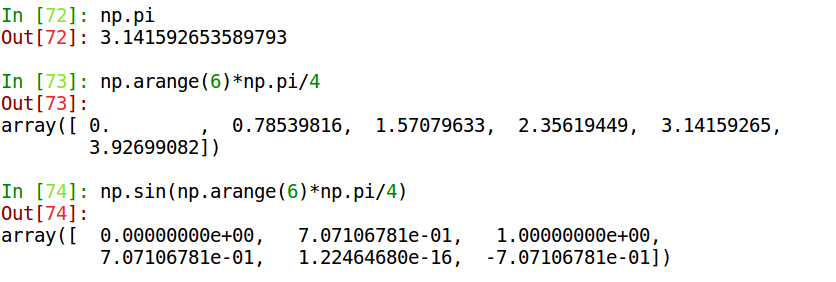 In [72]: np.pi
Out[72]: 3.141592653589793
In [73]: np.arange(6)*np.pi/4
Out[73]:
array([ 0.        ,  0.78539816,  1.57079633,  2.35619449,  3.14159265,
        3.92699082])
In [74]: np.sin(np.arange(6)*np.pi/4)
Out[74]:
array([  0.00000000e+00,   7.07106781e-01,   1.00000000e+00,
         7.07106781e-01,   1.22464680e-16,  -7.07106781e-01])